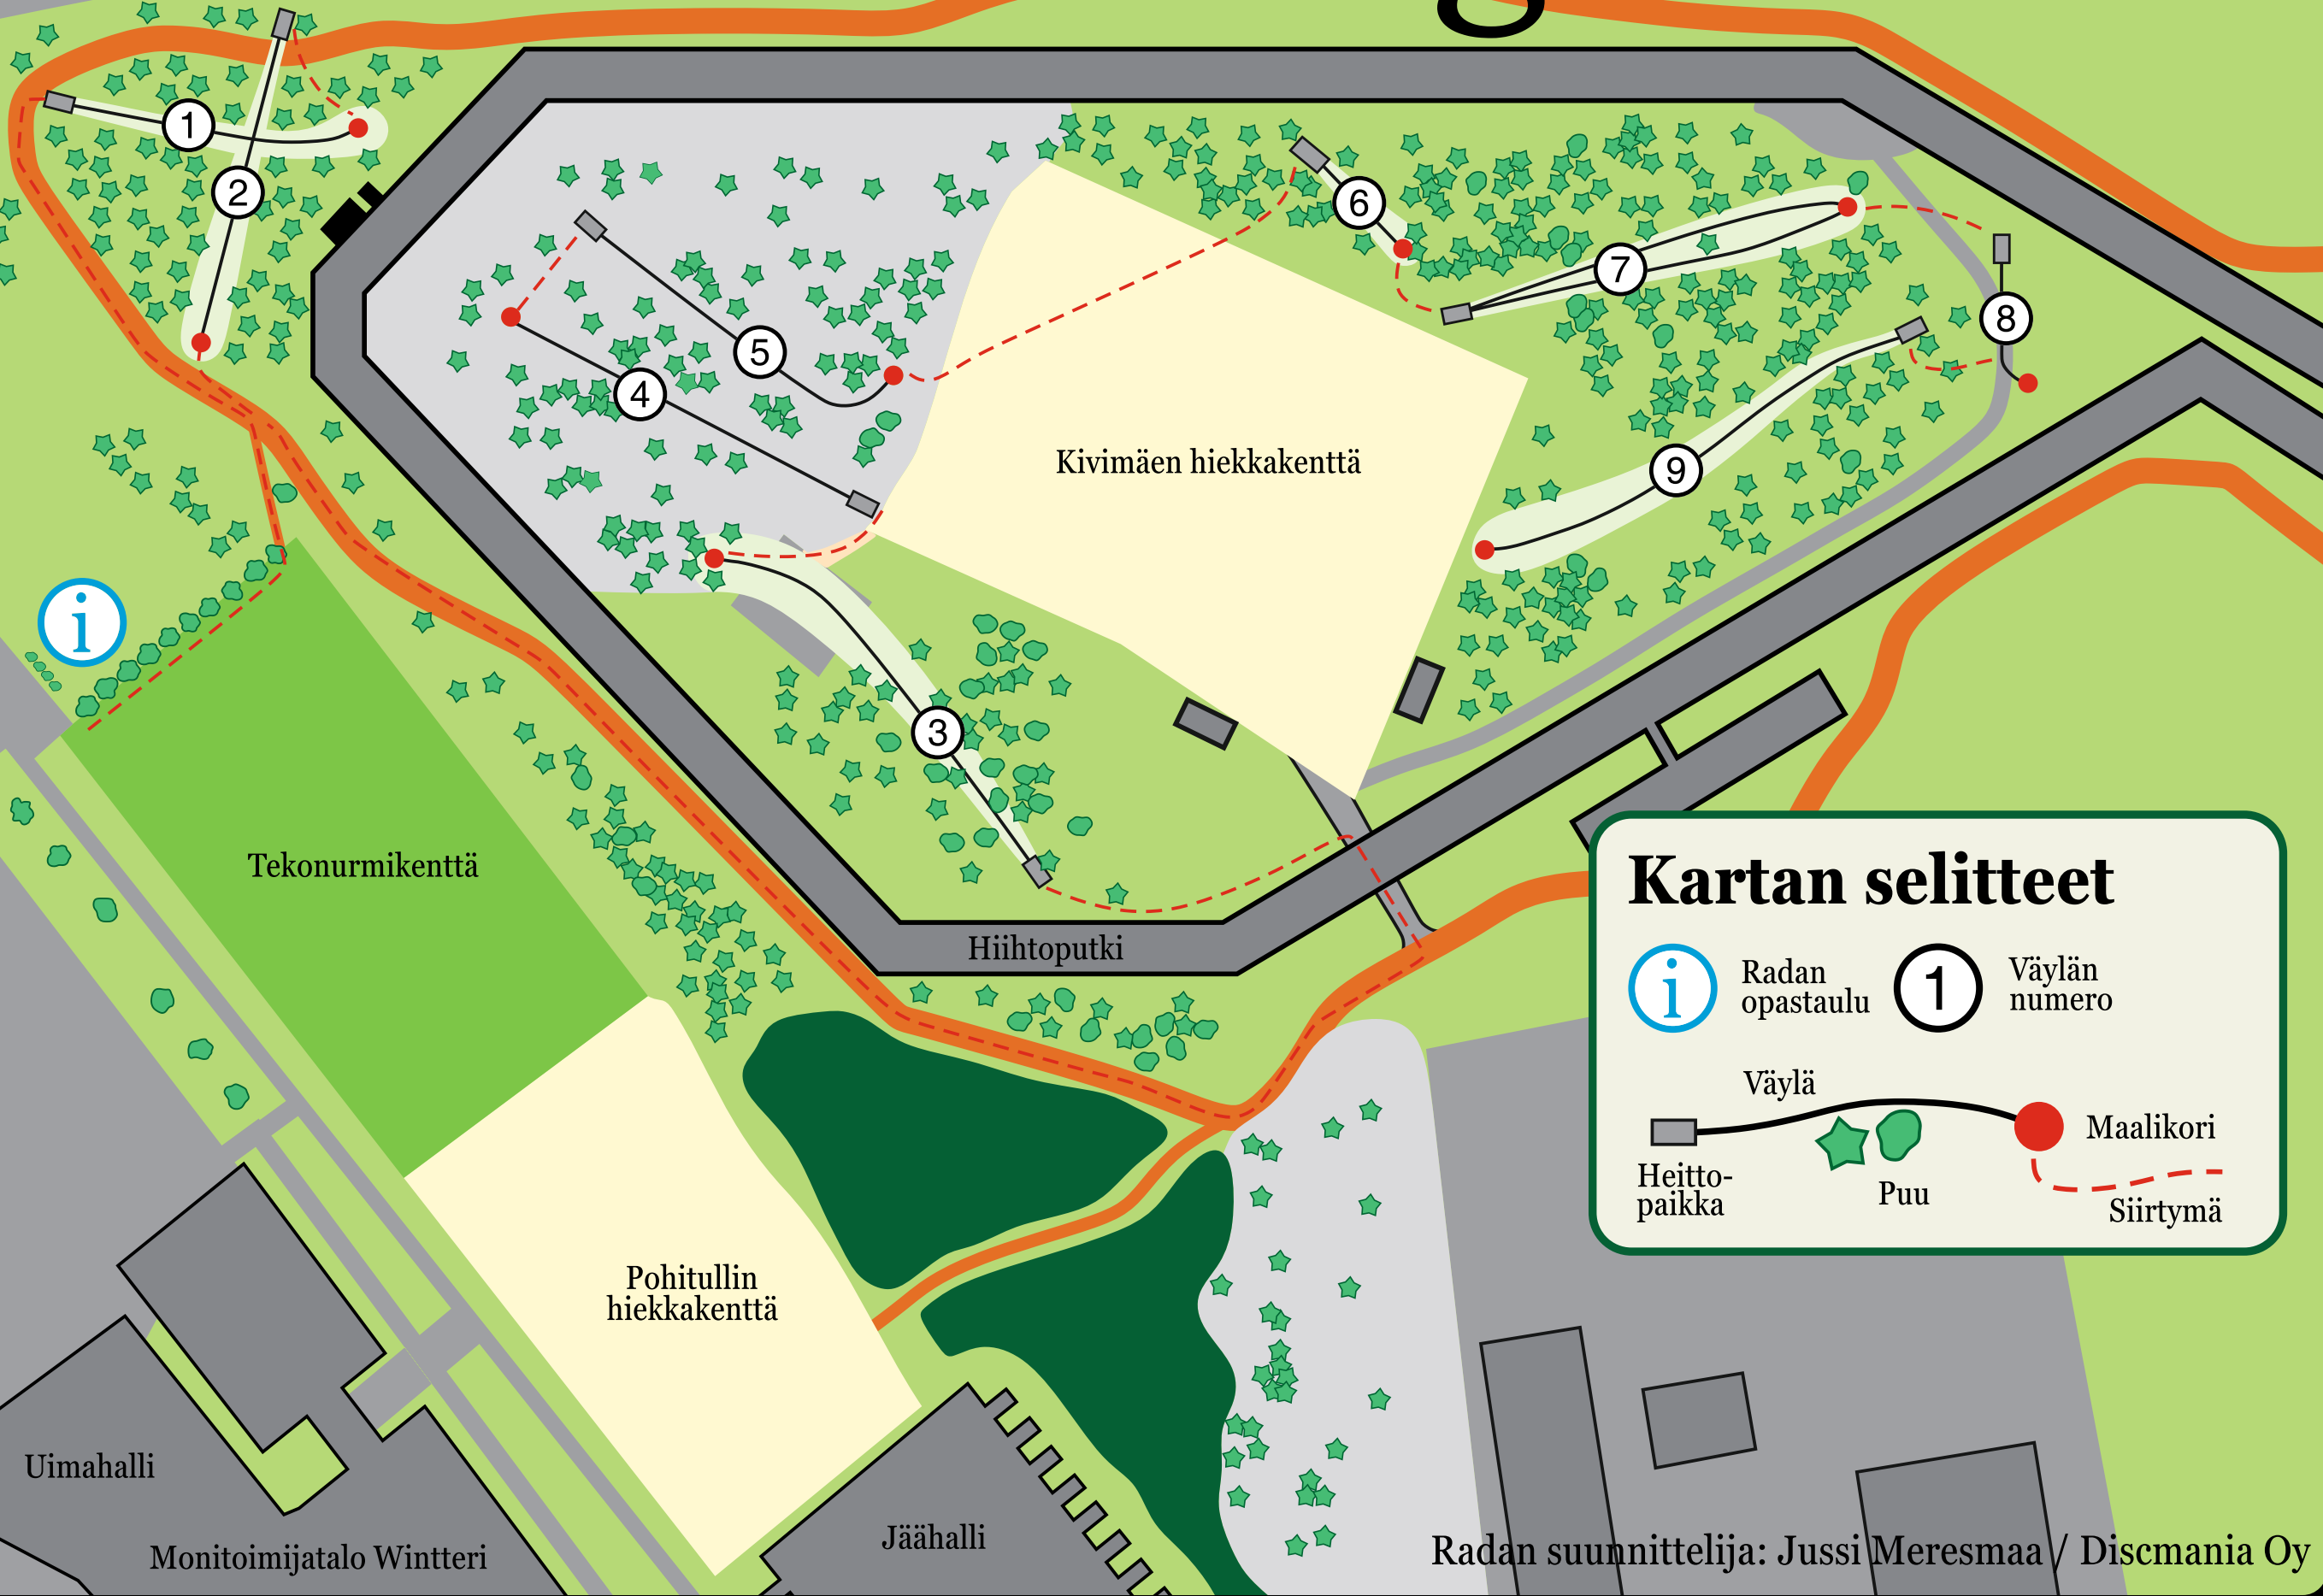 1
2
6
7
8
5
4
9
Kivimäen hiekkakenttä
i
3
Tekonurmikenttä
Hiihtoputki
Kartan selitteet
i
Radan
opastaulu
1
Väylän
numero
Väylä
Maalikori
Heitto-
paikka
Puu
Siirtymä
Pohitullin
hiekkakenttä
Uimahalli
Jäähalli
Monitoimijatalo Wintteri
Radan suunnittelija: Jussi Meresmaa / Discmania Oy